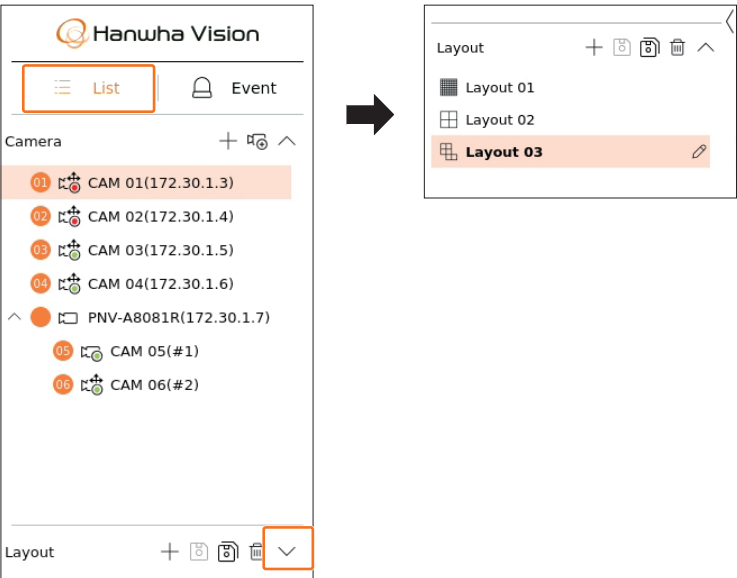 Hanwha Vision
List
Event
Camera
01 CAM 01(172.30.1.3)
02 CAM 02(172.30.1.4)
03 CAM 03(172.30.1.5)
04 CAM 04(172.30.1.6)
PNV-A8081R(172.30.1.7)
05 CAM 05(#1)
06 CAM 06(#2)
Layout
Layout
Layout 01
Layout 02
Layout 03